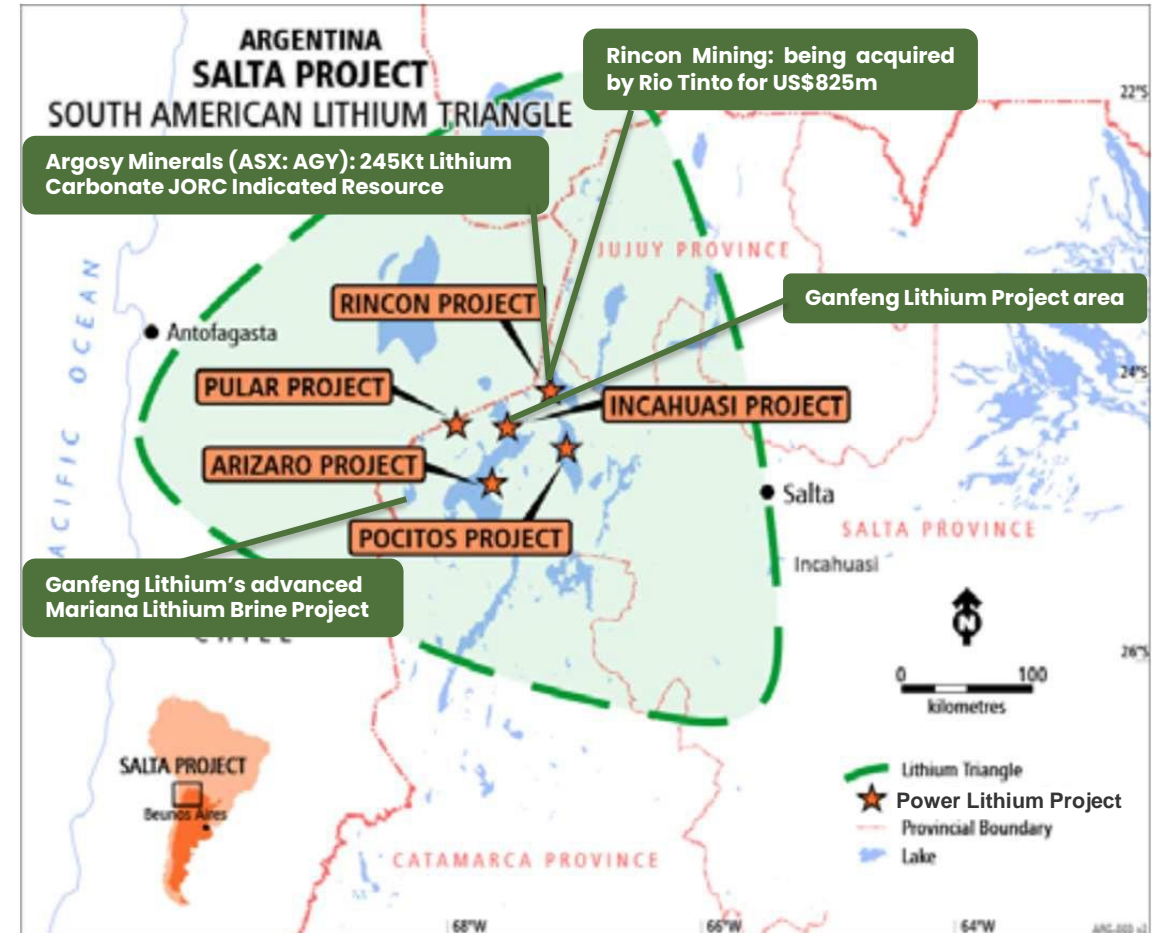 ARGENTINA
SALTA PROJECT
SOUTH AMERICAN LITHIUM TRIANGLE
Rincon Mining: being acquired
by Rio Tinto for US$825m
22°S
Argosy Minerals (ASX: AGY): 245Kt Lithium
Carbonate JORC Indicated Resource
JUJUY PROVINCE
RINCON PROJECT
Ganfeng Lithium Project area
Antofagasta
PACIFIC OCEAN
24°S
PULAR PROJECT
INCAHUASI PROJECT
ARIZARO PROJECT
Salta
POCITOS PROJECT
SALTA PROVINCE
Incahuasi
Ganfeng Lithium’s advanced
Mariana Lithium Brine Project
N
26°S
0 100
kilometres
SALTA PROJECT
Beunos Aires
Lithium Triangle
Power Lithium Project
Provincial Boundary
Lake
CATAMARCA PROVINCE
68°W
66°W
64°W